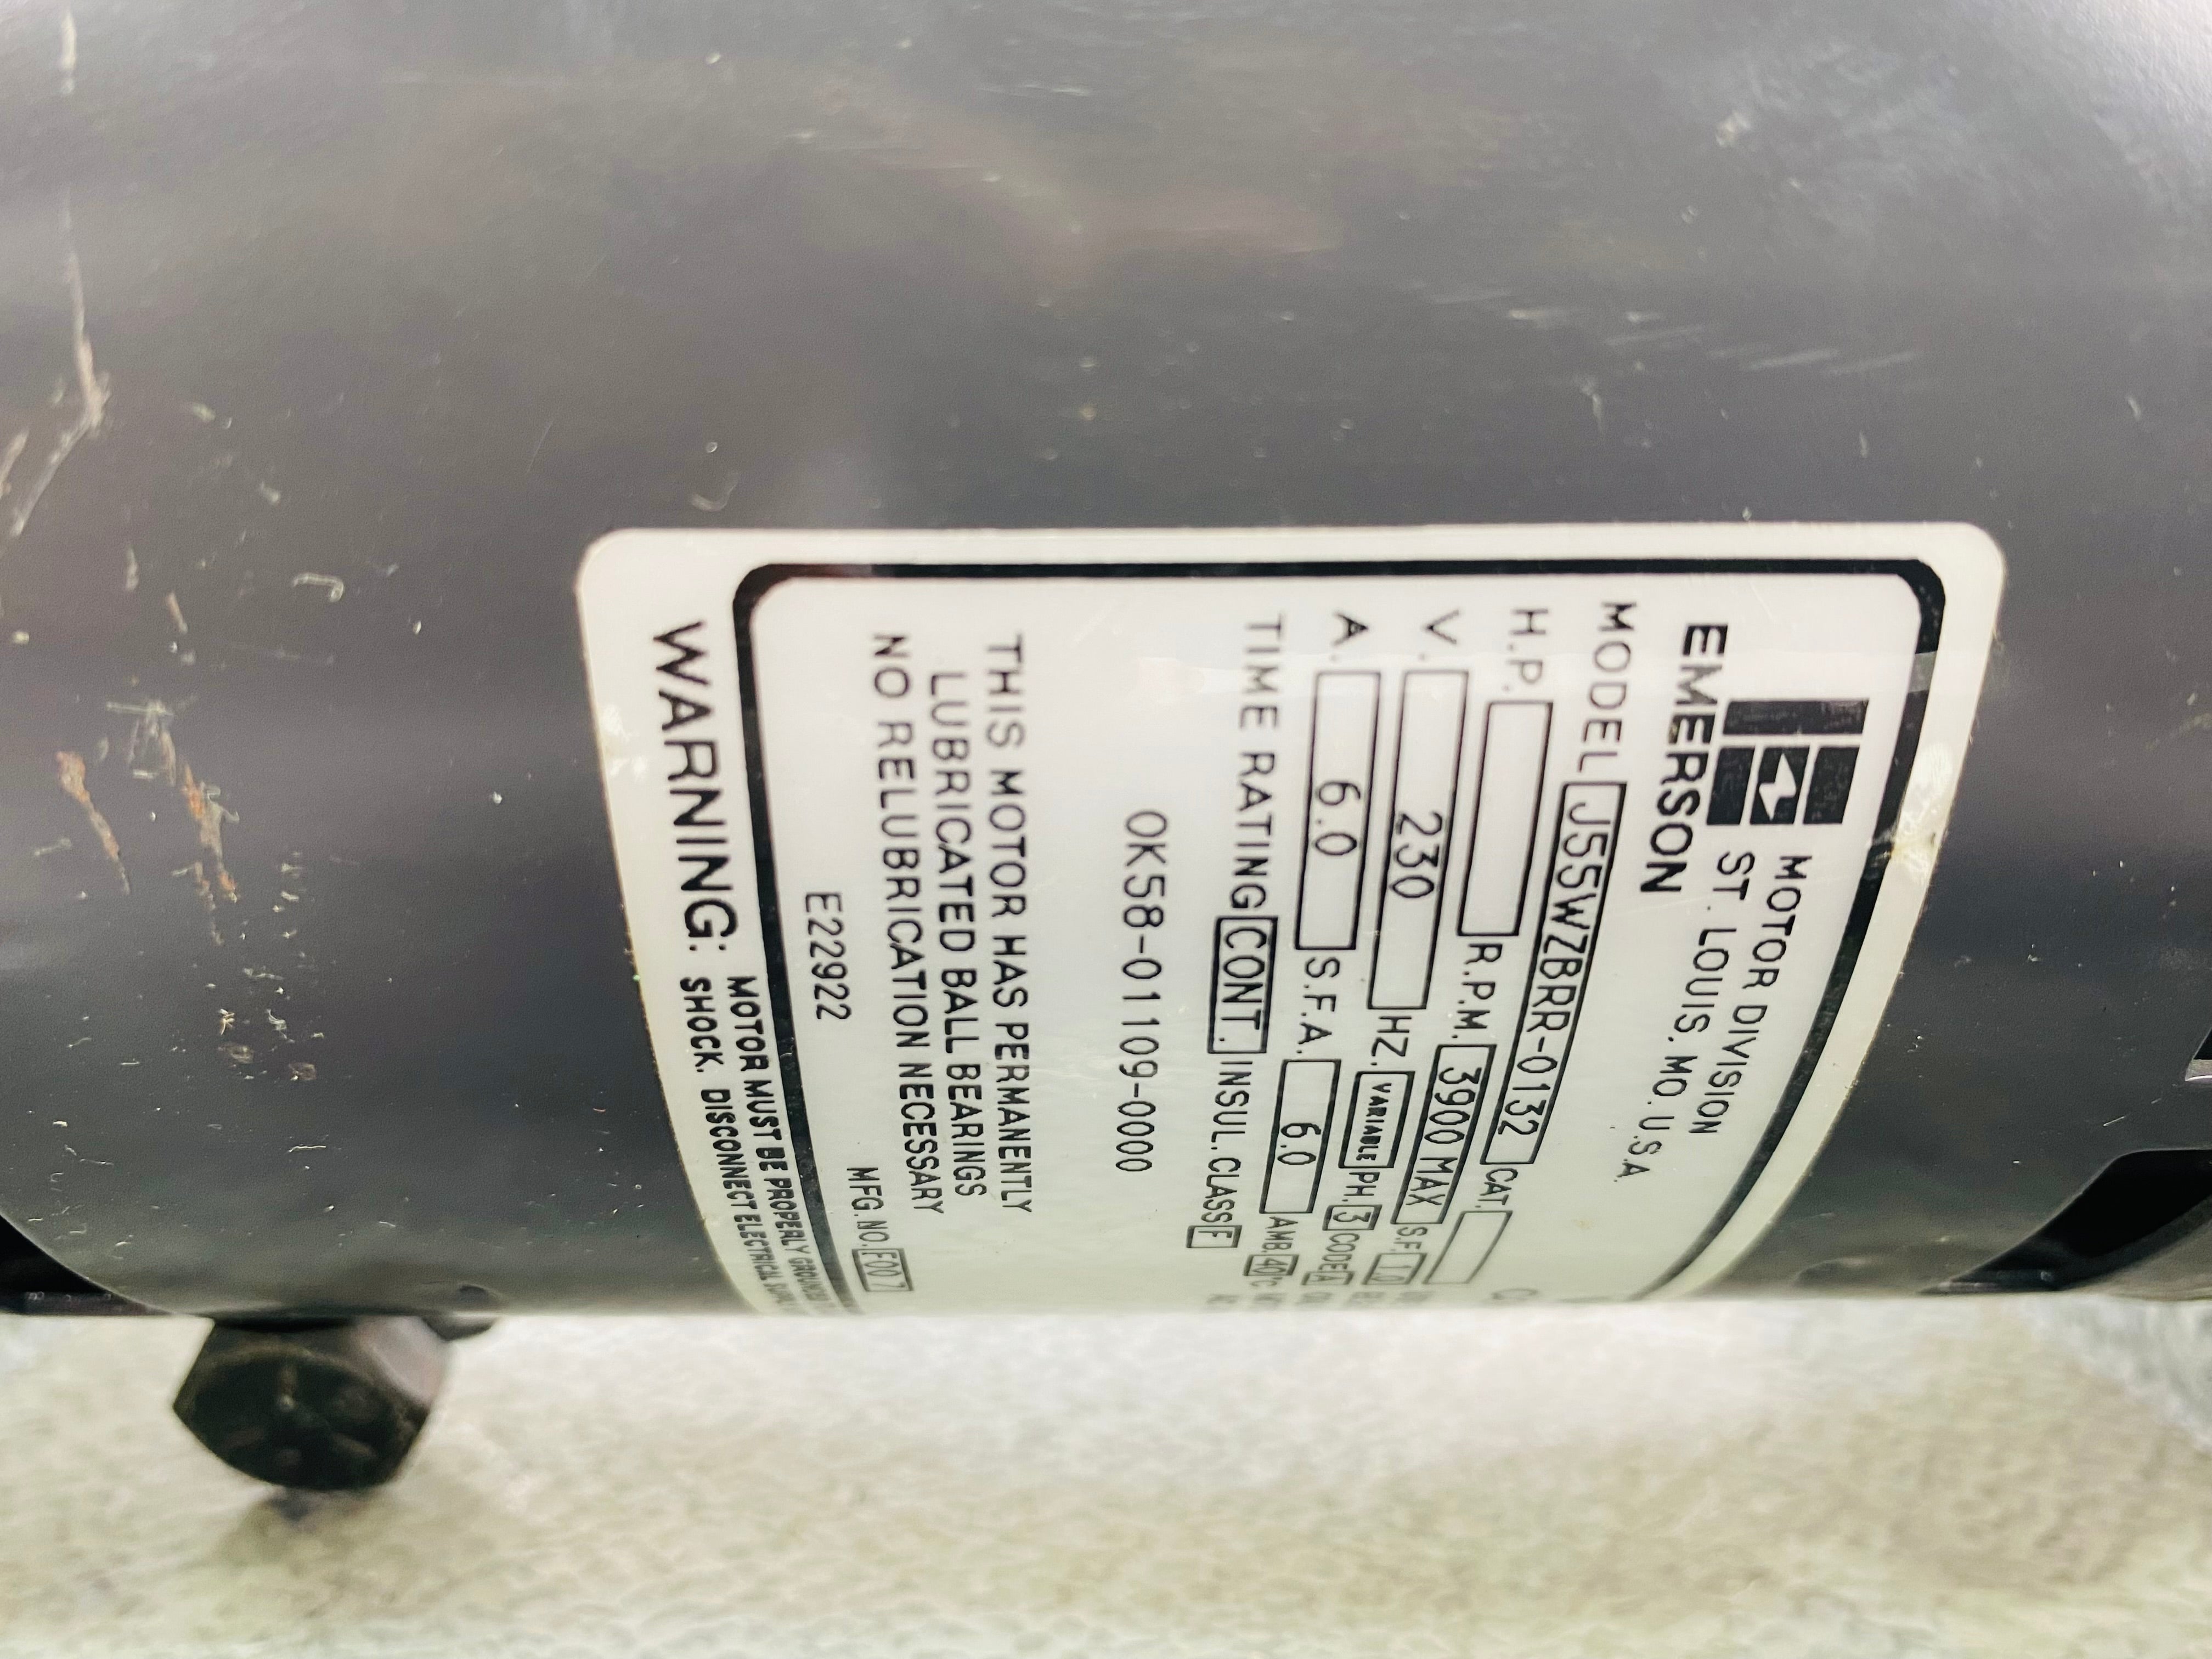 MOTOR DIVISION
ST. LOUIS, MO. U.S.A.
EMERSON
MODEL J55WZBRR-0132 CAT.
H.P. R.P.M. 3900 MAX S.F. 1.0
V. 230 HZ. VARIABLE PH. 3 CODE A
A. 6.0 S.F.A. 6.0 AMB. 40°C
TIME RATING CONT. INSUL. CLASS F
0K58-011109-0000
THIS MOTOR HAS PERMANENTLY
LUBRICATED BALL BEARINGS
NO RELUBRICATION NECESSARY
MFG. NO. F007
E22922
WARNING: MOTOR MUST BE PROPERLY
SHOCK. DISCONNECT ELECTRICAL